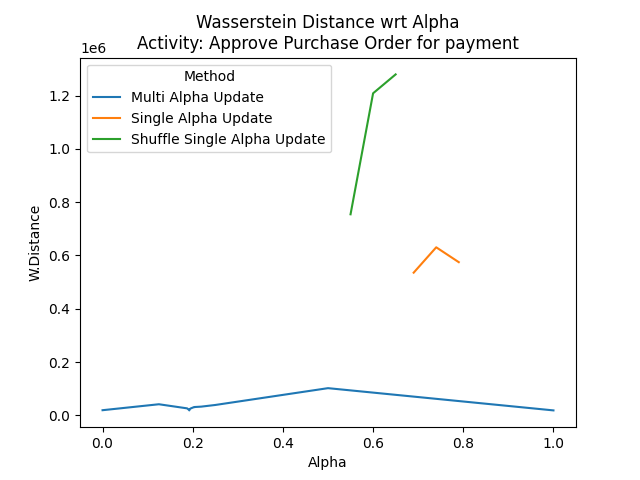 Wasserstein Distance wrt Alpha
Activity: Approve Purchase Order for payment
1e6
Method
Multi Alpha Update
Single Alpha Update
Shuffle Single Alpha Update
W.Distance
1.2
1.0
0.8
0.6
0.4
0.2
0.0
0.0 0.2 0.4 0.6 0.8 1.0
Alpha